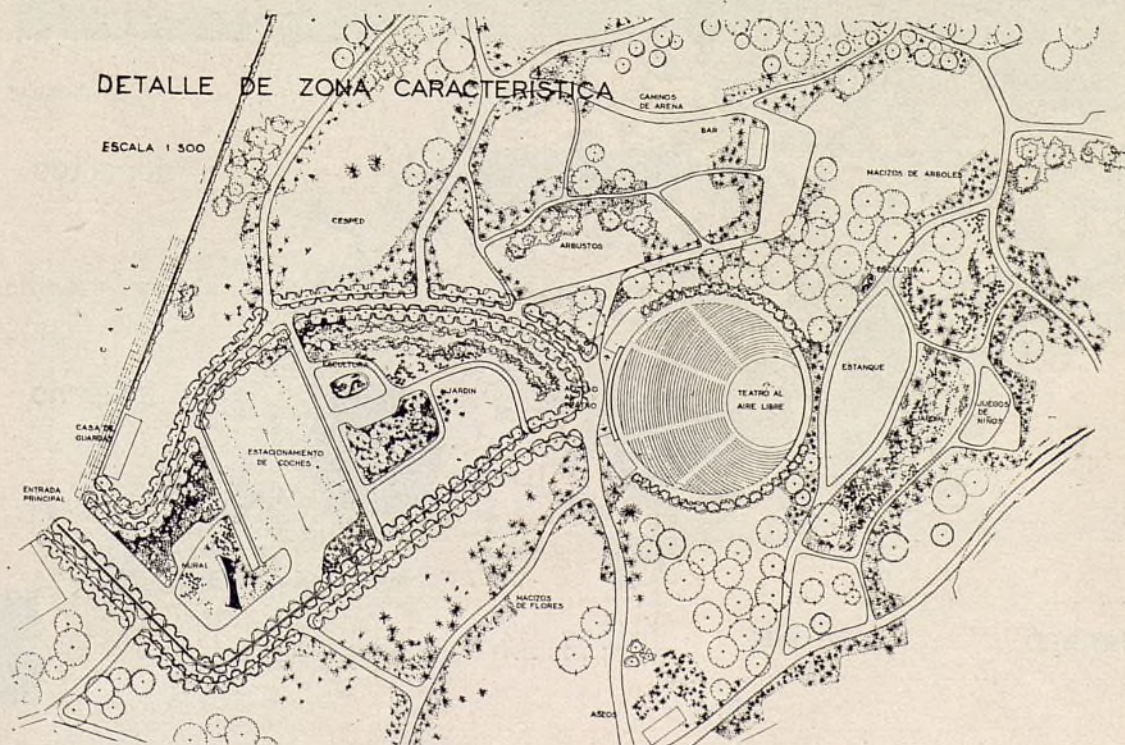 DETALLE DE ZONA CARACTERÍSTICA
ESCALA 1 500
CAMINOS
DE ARENA
BAR
MACIZOS DE ARBOLES
CESPED
ARBUSTOS
ESCULTURA
ESCULTURA
JARDIN
ESTANQUE
TEATRO AL
AIRE LIBRE
JUEGOS
DE
NIÑOS
JARDIN
CASA DE
GUARDAS
ESTACIONAMIENTO
DE COCHES
ENTRADA
PRINCIPAL
MURAL
MACIZOS
DE FLORES
ASEOS